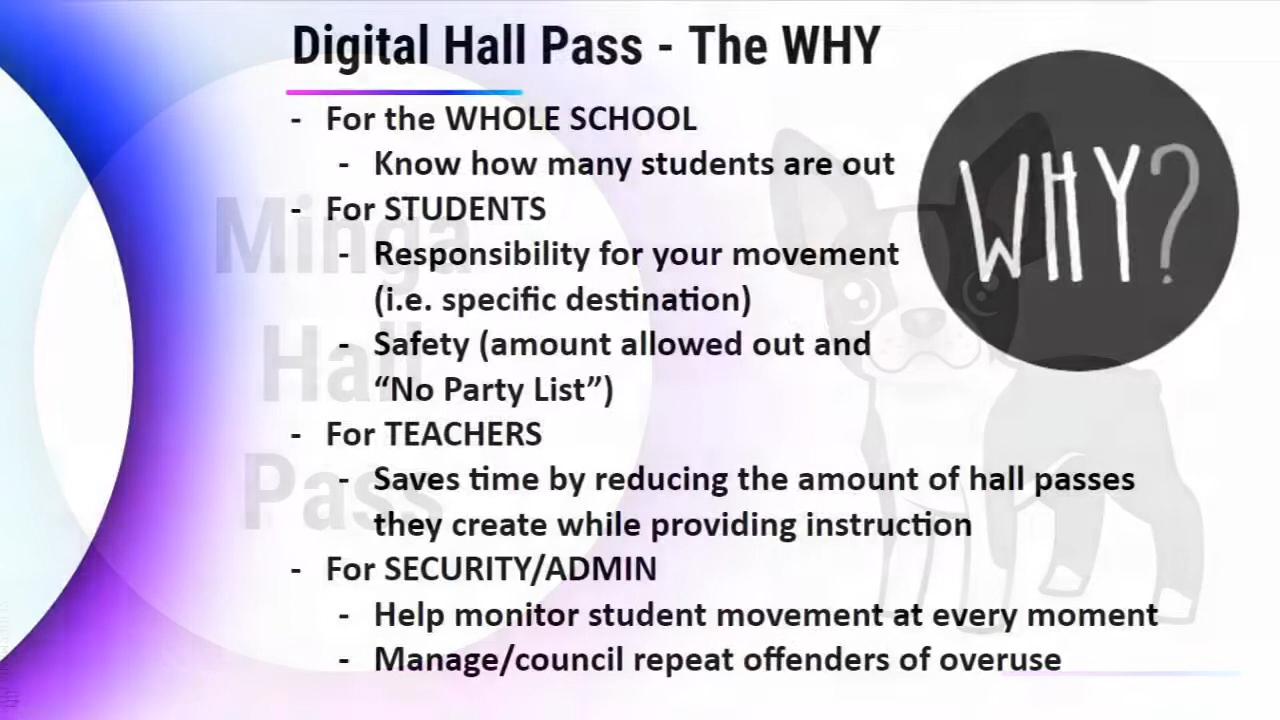 Digital Hall Pass - The WHY
- For the WHOLE SCHOOL
- Know how many students are out
- For STUDENTS
- Responsibility for your movement
(i.e. specific destination)
- Safety (amount allowed out and
“No Party List”)
- For TEACHERS
- Saves time by reducing the amount of hall passes
they create while providing instruction
- For SECURITY/ADMIN
- Help monitor student movement at every moment
- Manage/council repeat offenders of overuse
WHY?
Minga
Hall
Pass